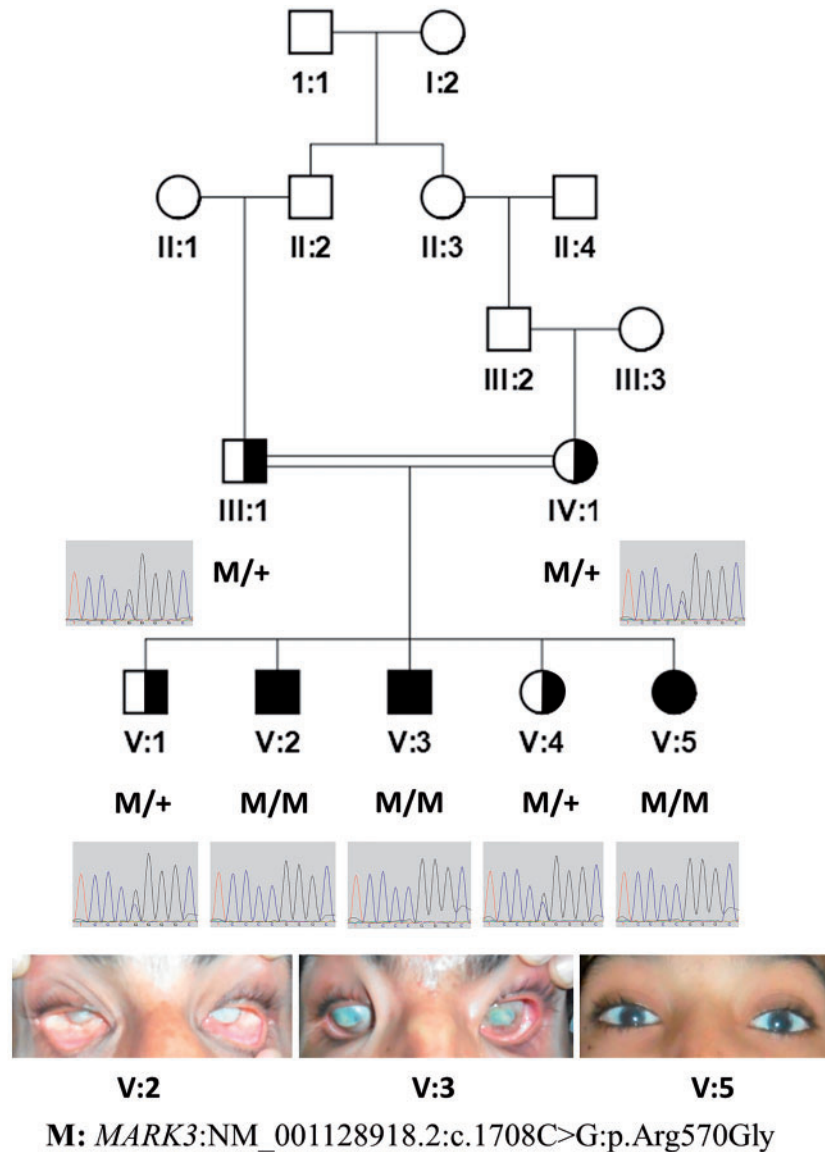 1:1 I:2
II:1 II:2 II:3 II:4
III:2 III:3
III:1 IV:1
M/+ M/+
V:1 V:2 V:3 V:4 V:5
M/+ M/M M/M M/+ M/M
V:2 V:3 V:5
M: MARK3:NM_001128918.2:c.1708C>G:p.Arg570Gly